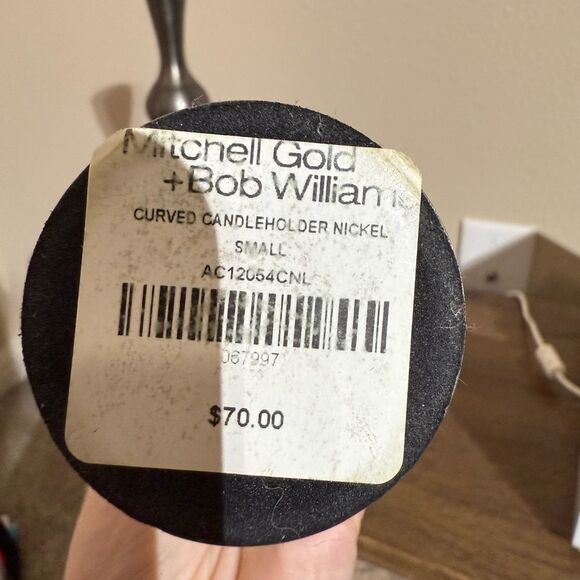 Mitchell Gold
+Bob Williams
CURVED CANDLEHOLDER NICKEL
SMALL
AC12054CNL
067997
$70.00